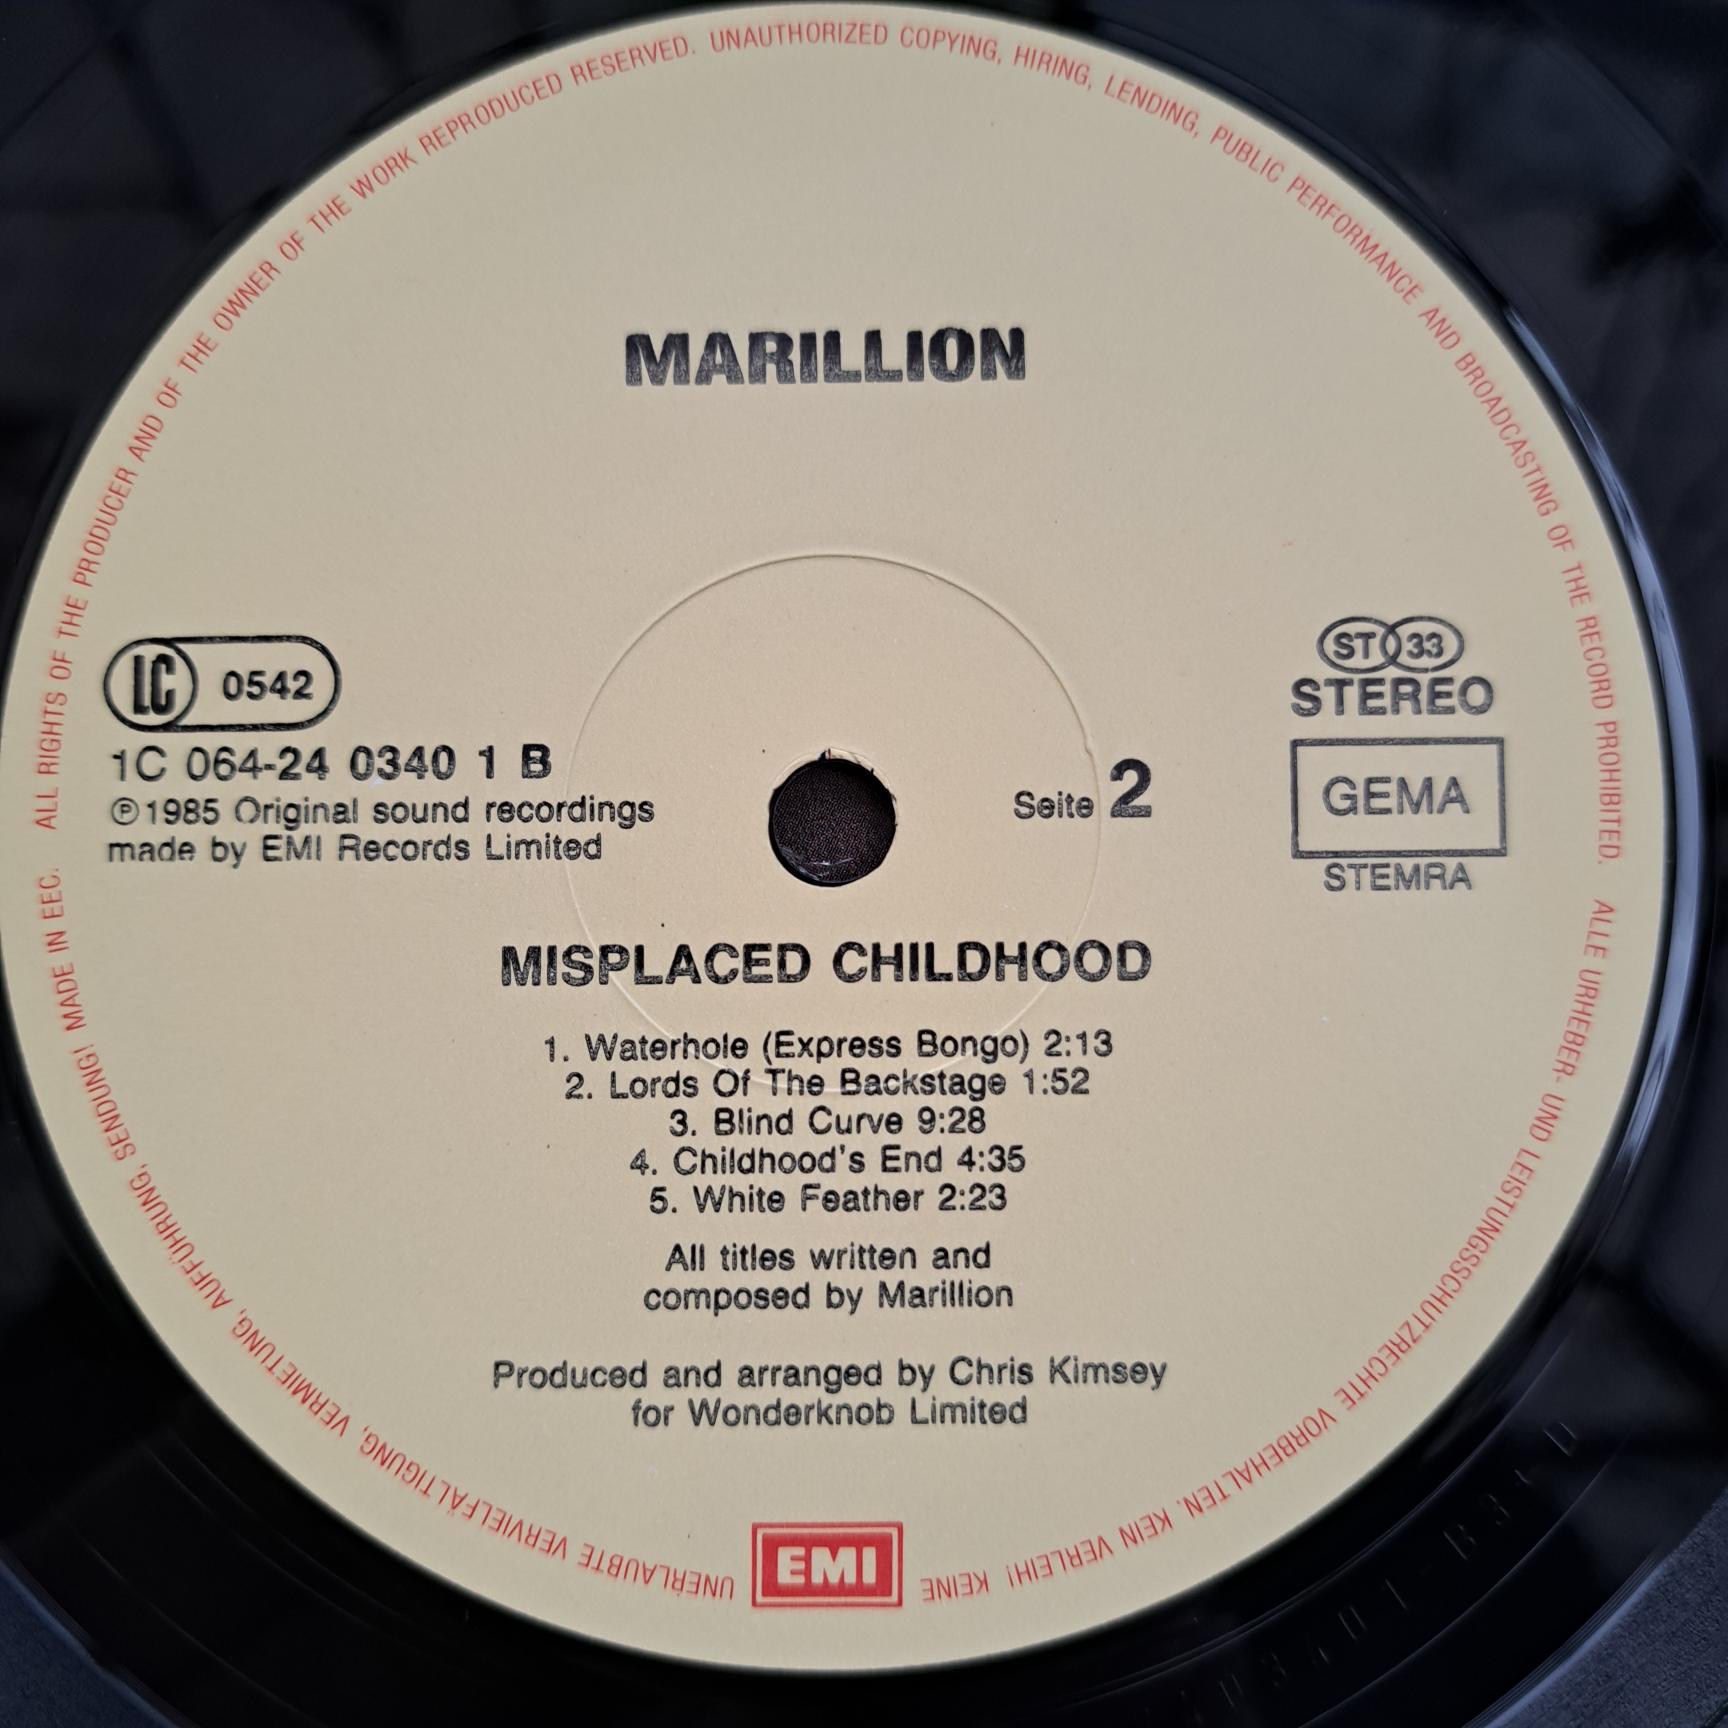 ALL RIGHTS OF THE PRODUCER AND OF THE OWNER OF THE WORK REPRODUCED RESERVED. UNAUTHORIZED COPYING, HIRING, LENDING, PUBLIC PERFORMANCE AND BROADCASTING OF THE RECORD PROHIBITED.
ALLE URHEBER- UND LEISTUNGSSCHUTZRECHTE VORBEHALTEN. KEIN VERLEIH! KEINE UNERLAUBTE VERVIELFÄLTIGUNG, VERMIETUNG, AUFFÜHRUNG, SENDUNG! MADE IN EEC.
MARILLION
LC 0542
1C 064-24 0340 1 B
℗1985 Original sound recordings
made by EMI Records Limited
Seite 2
ST 33
STEREO
GEMA
STEMRA
MISPLACED CHILDHOOD
1. Waterhole (Express Bongo) 2:13
2. Lords Of The Backstage 1:52
3. Blind Curve 9:28
4. Childhood's End 4:35
5. White Feather 2:23
All titles written and
composed by Marillion
Produced and arranged by Chris Kimsey
for Wonderknob Limited
EMI